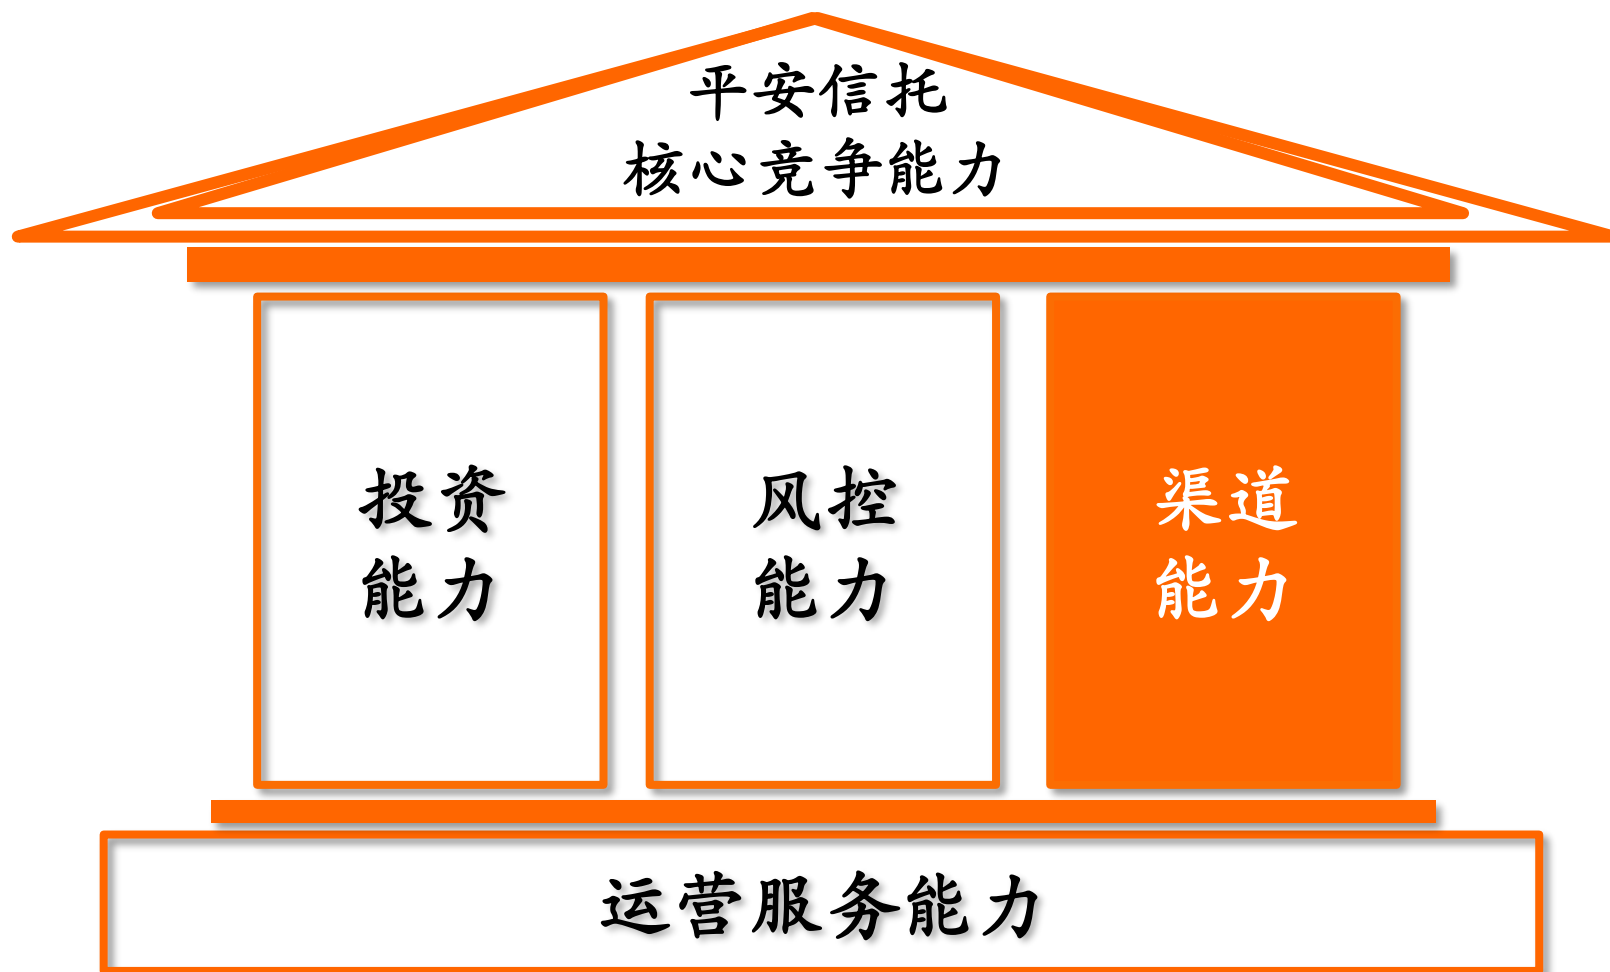 平安信托
核心竞争能力
投资
能力
风控
能力
渠道
能力
运营服务能力